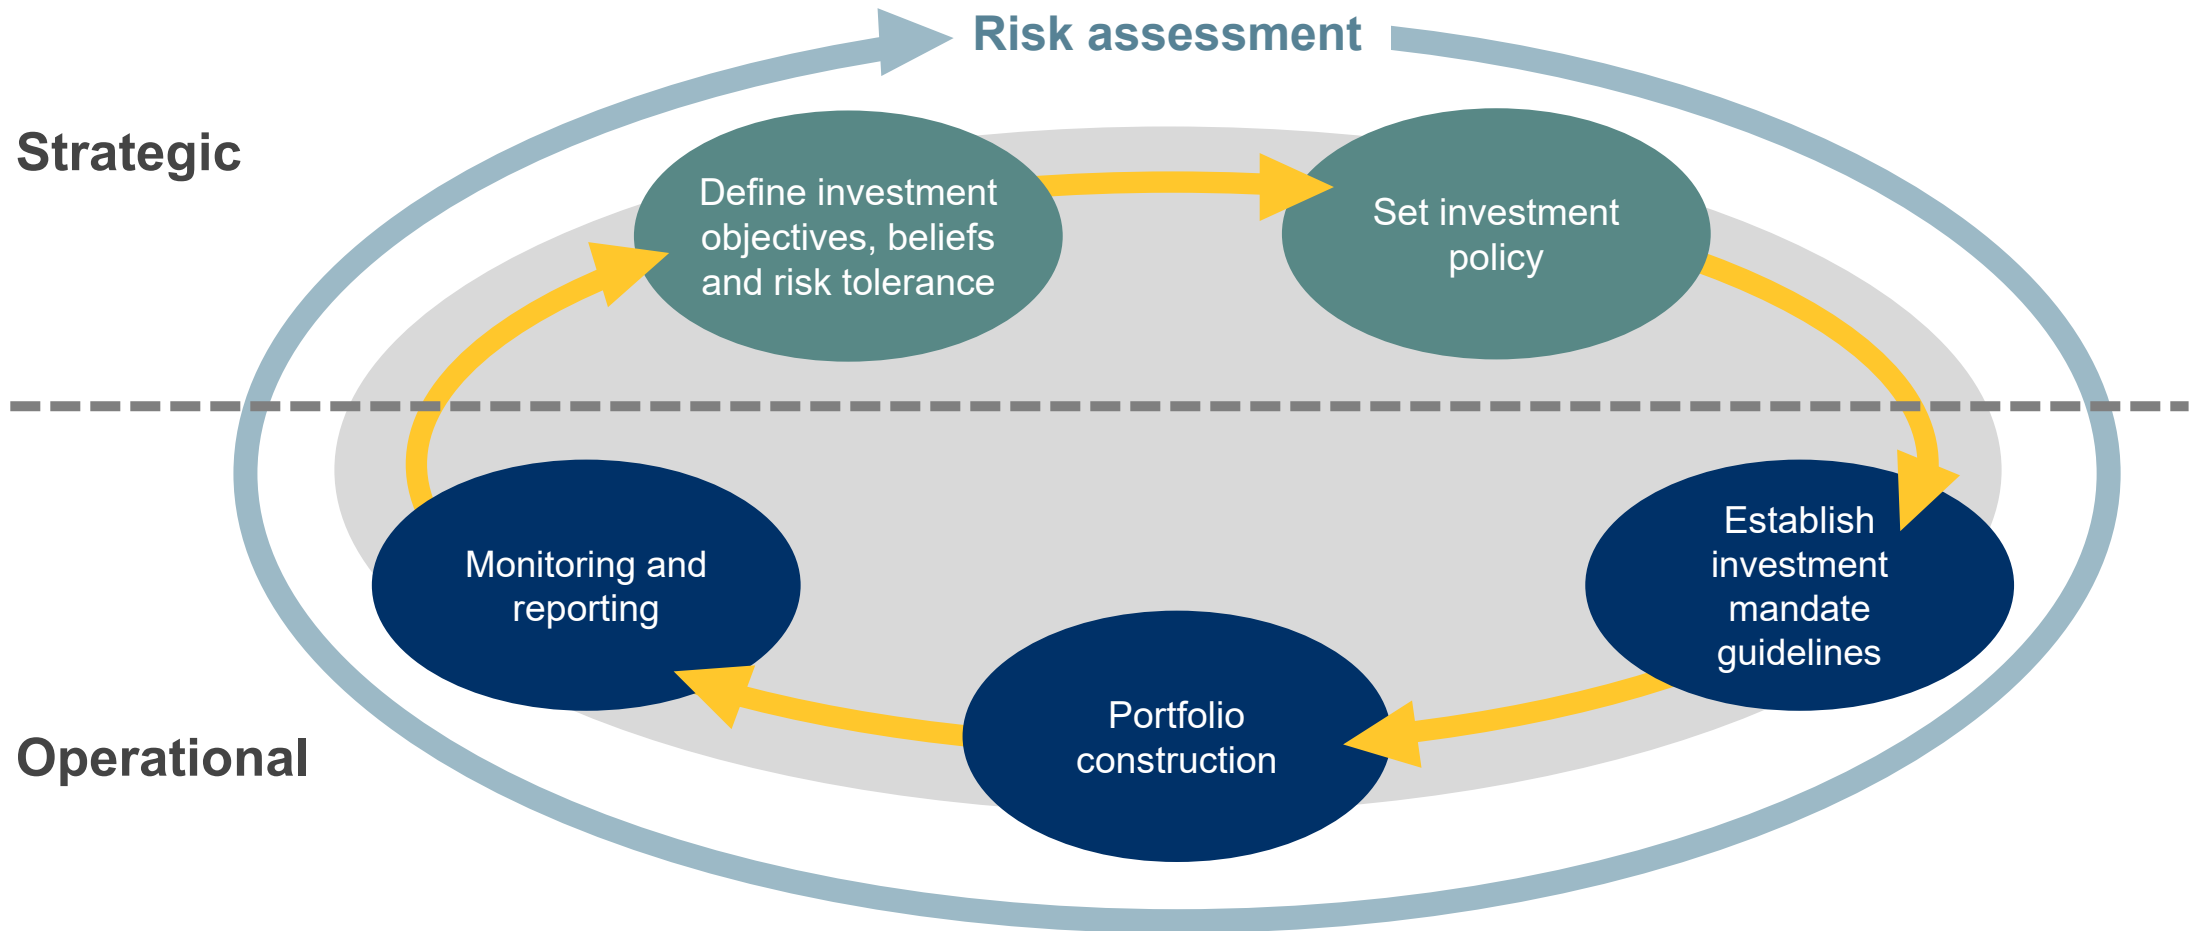 Risk assessment
Strategic
Define investment
objectives, beliefs
and risk tolerance
Set investment
policy
Establish
investment
mandate
guidelines
Portfolio
construction
Monitoring and
reporting
Operational